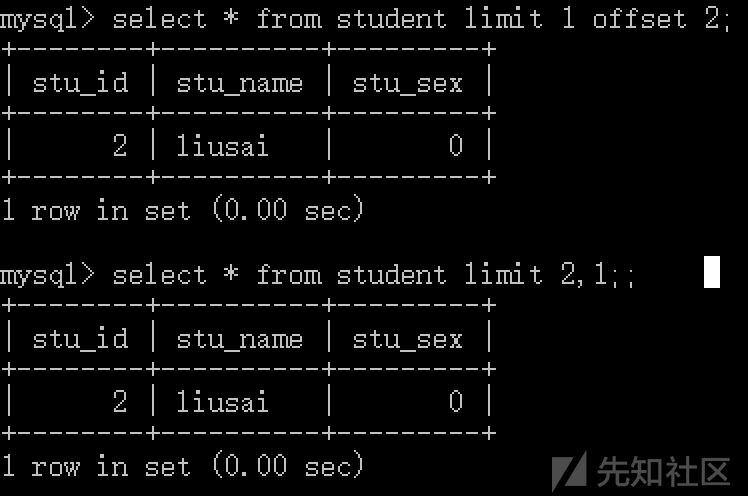 mysql> select * from student limit 1 offset 2;
+--------+----------+---------+
| stu_id | stu_name | stu_sex |
+--------+----------+---------+
|      2 | liusai   |       0 |
+--------+----------+---------+
1 row in set (0.00 sec)
mysql> select * from student limit 2,1;;
+--------+----------+---------+
| stu_id | stu_name | stu_sex |
+--------+----------+---------+
|      2 | liusai   |       0 |
+--------+----------+---------+
1 row in set (0.00 sec)
先知社区